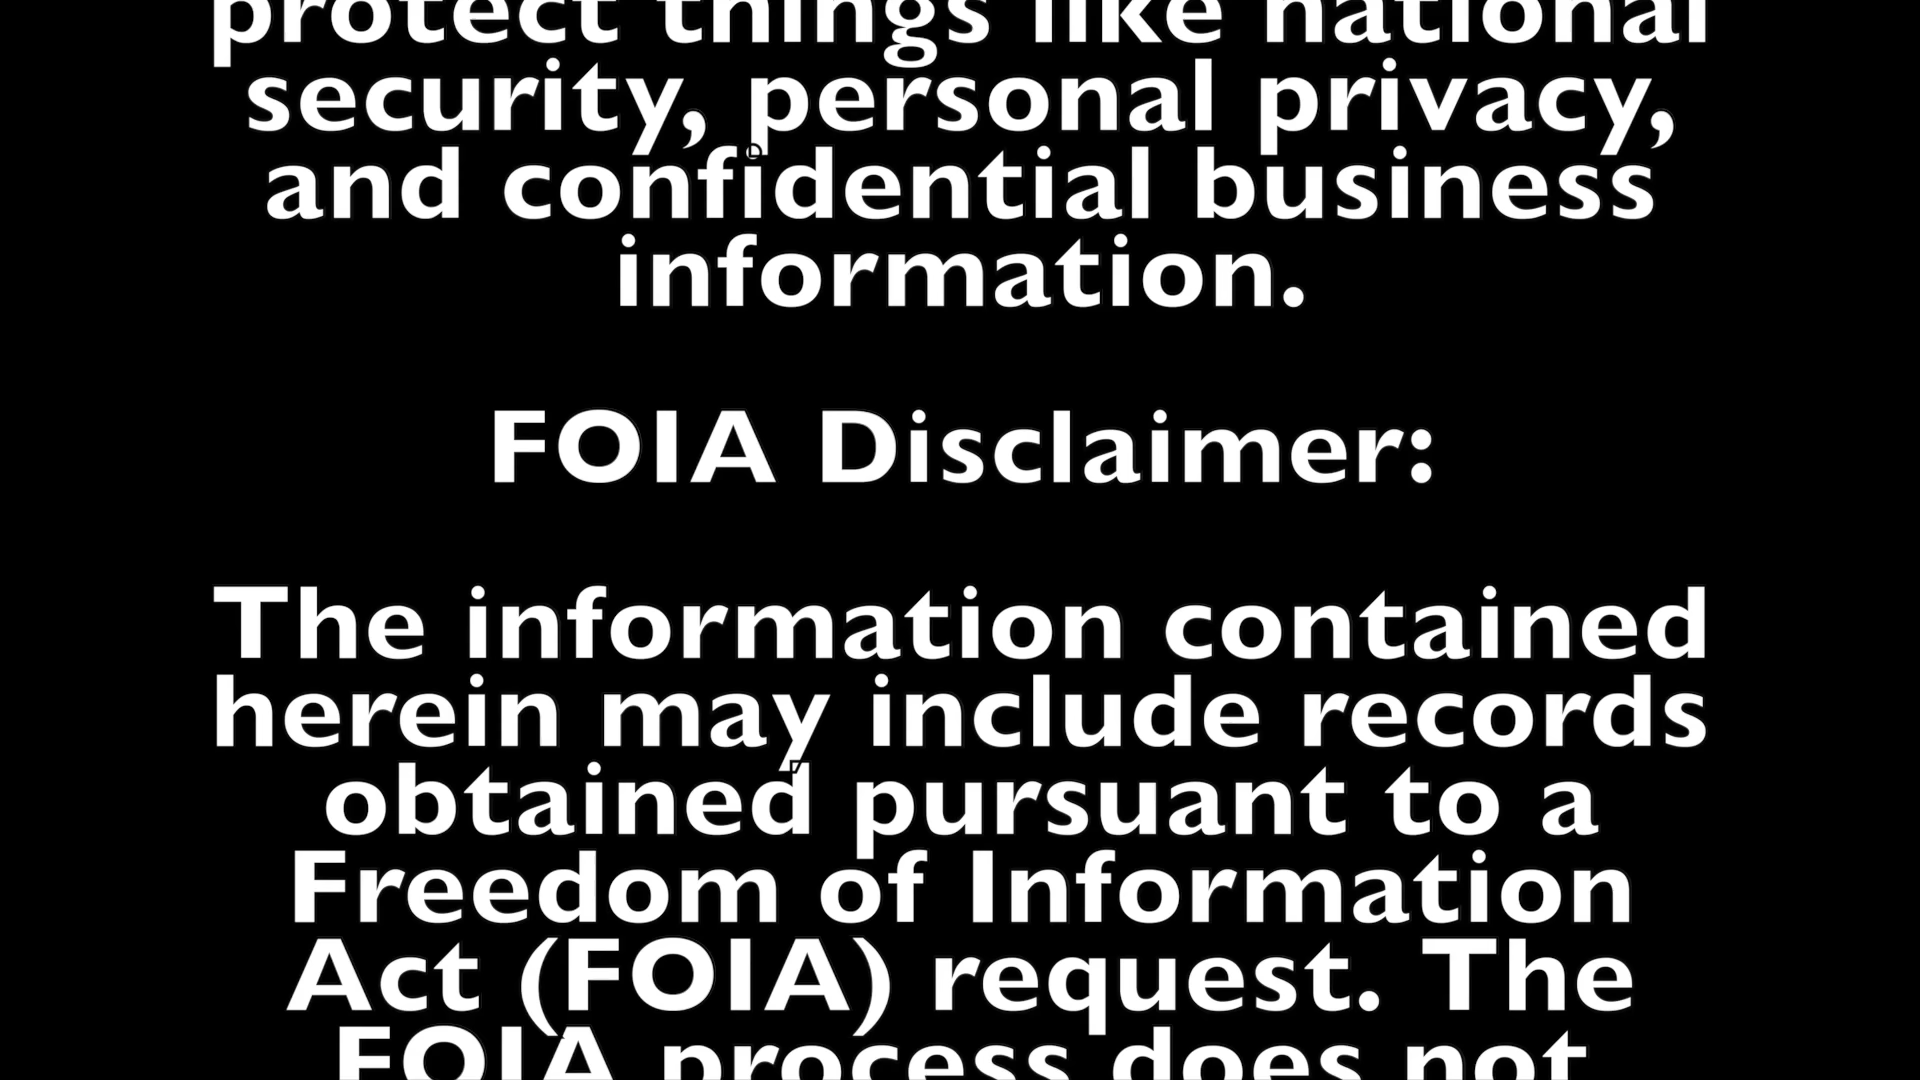 protect things like national
security, personal privacy,
and confidential business
information.
FOIA Disclaimer:
The information contained
herein may include records
obtained pursuant to a
Freedom of Information
Act (FOIA) request. The
FOIA process does not